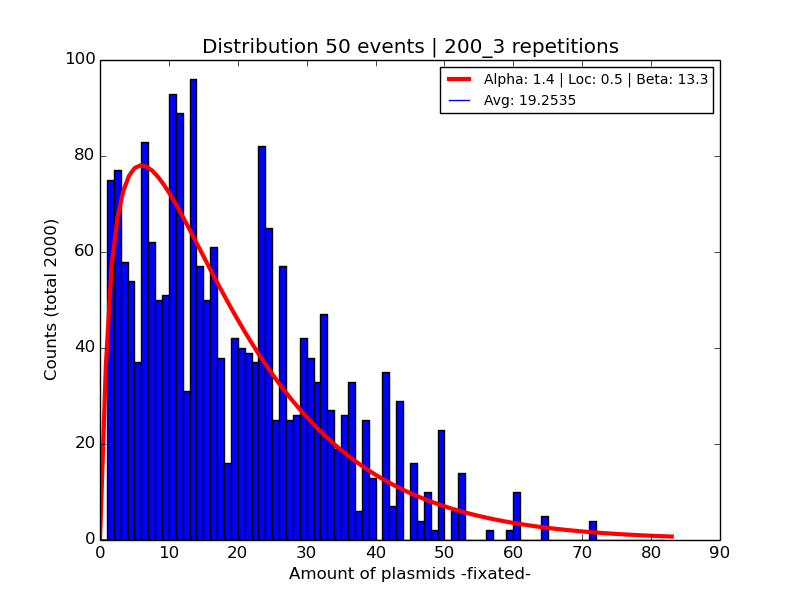 Distribution 50 events | 200_3 repetitions
Alpha: 1.4 | Loc: 0.5 | Beta: 13.3
Avg: 19.2535
Counts (total 2000)
100
80
60
40
20
0
0 10 20 30 40 50 60 70 80 90
Amount of plasmids -fixated-